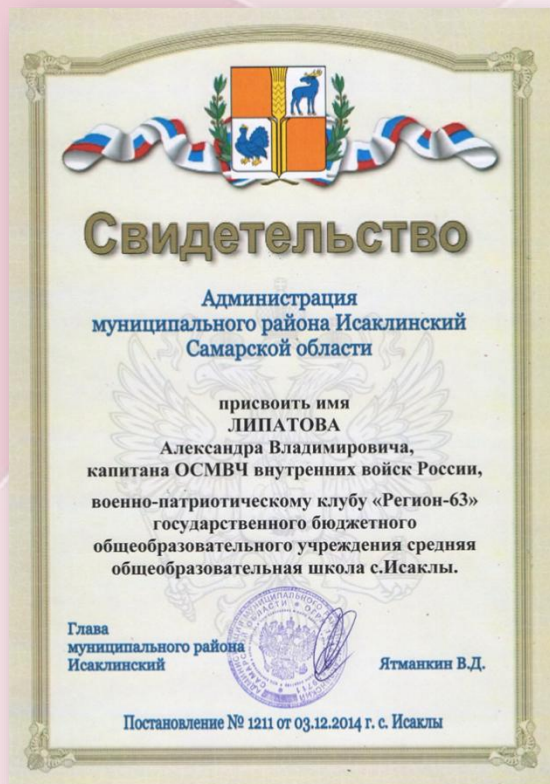 Свидетельство
Администрация
муниципального района Исаклинский
Самарской области
присвоить имя
ЛИПАТОВА
Александра Владимировича,
капитана ОСМВЧ внутренних войск России,
военно-патриотическому клубу «Регион-63»
государственного бюджетного
общеобразовательного учреждения средняя
общеобразовательная школа с.Исаклы.
Глава
муниципального района
Исаклинский
Ятманкин В.Д.
Постановление № 1211 от 03.12.2014 г. с. Исаклы